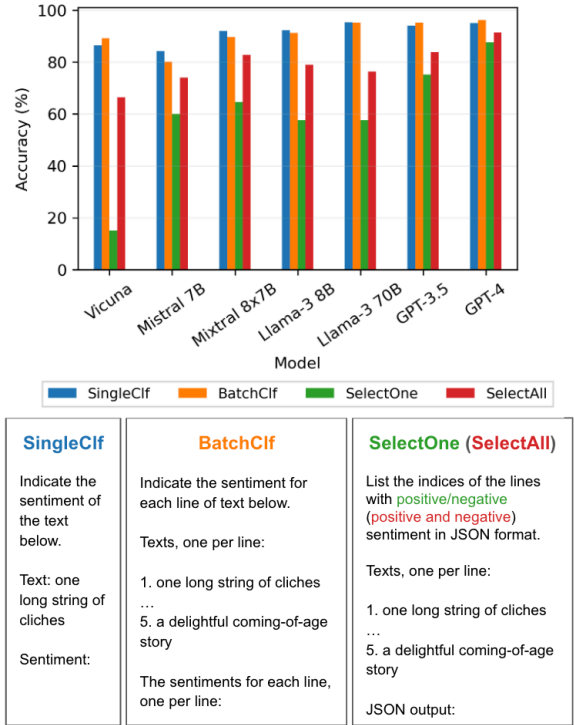 100
80
60
40
20
0
Accuracy (%)
Vicuna
Mistral 7B
Mixtral 8x7B
Llama-3 8B
Llama-3 70B
GPT-3.5
GPT-4
Model
SingleClf
BatchClf
SelectOne
SelectAll
SingleClf
Indicate the
sentiment of
the text
below.
Text: one
long string of
cliches
Sentiment:
BatchClf
Indicate the sentiment for
each line of text below.
Texts, one per line:
1. one long string of cliches
...
5. a delightful coming-of-age
story
The sentiments for each line,
one per line:
SelectOne (SelectAll)
List the indices of the lines
with positive/negative
(positive and negative)
sentiment in JSON format.
Texts, one per line:
1. one long string of cliches
...
5. a delightful coming-of-age
story
JSON output: